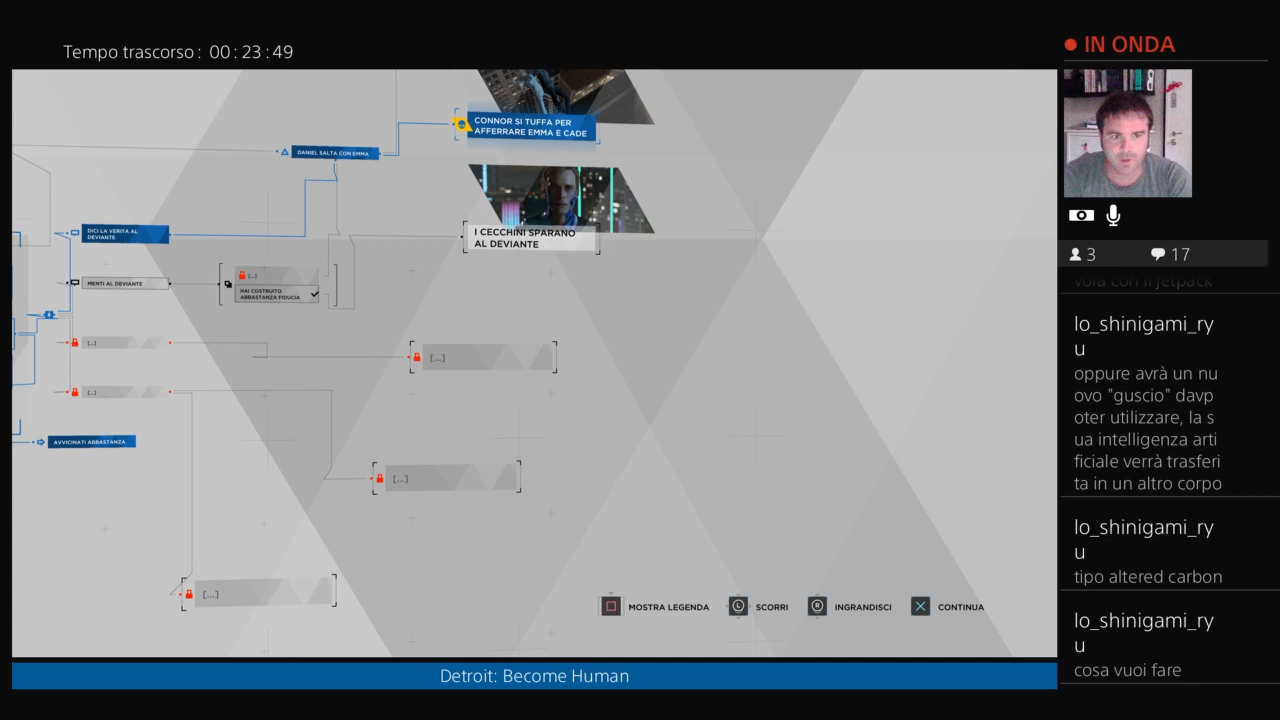 Tempo trascorso: 00:23:49
IN ONDA
CONNOR SI TUFFA PER
AFFERRARE EMMA E CADE
DANIEL SALTA CON EMMA
DICI LA VERITÀ AL
DEVIANTE
I CECCHINI SPARANO
AL DEVIANTE
MENTI AL DEVIANTE
[...]
HAI COSTRUITO
ABBASTANZA FIDUCIA
[...]
[...]
[...]
AVVICINATI ABBASTANZA
[...]
[...]
MOSTRA LEGENDA
L
SCORRI
R
INGRANDISCI
CONTINUA
Detroit: Become Human
3
17
vola con il jetpack
lo_shinigami_ry
u
oppure avrà un nu
ovo "guscio" davp
oter utilizzare, la s
ua intelligenza arti
ficiale verrà trasferi
ta in un altro corpo
lo_shinigami_ry
u
tipo altered carbon
lo_shinigami_ry
u
cosa vuoi fare